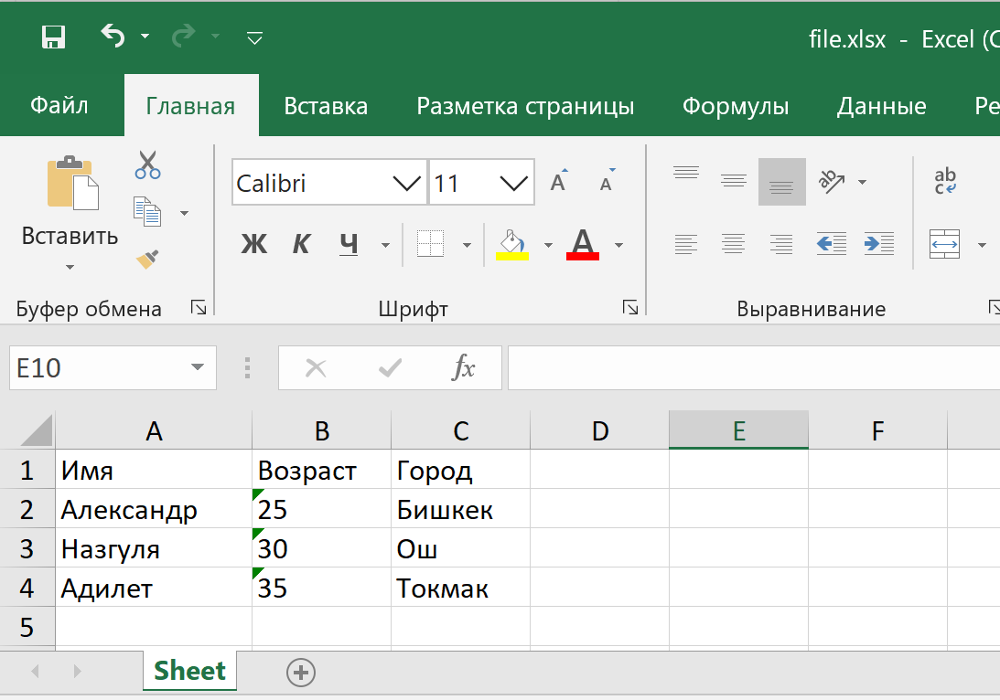 file.xlsx - Excel (
Файл Главная Вставка Разметка страницы Формулы Данные
Вставить
Calibri 11
Ж К Ч А
Буфер обмена Шрифт Выравнивание
E10 fx
A B C D E F
1 Имя Возраст Город
2 Александр 25 Бишкек
3 Назгуля 30 Ош
4 Адилет 35 Токмак
5
Sheet